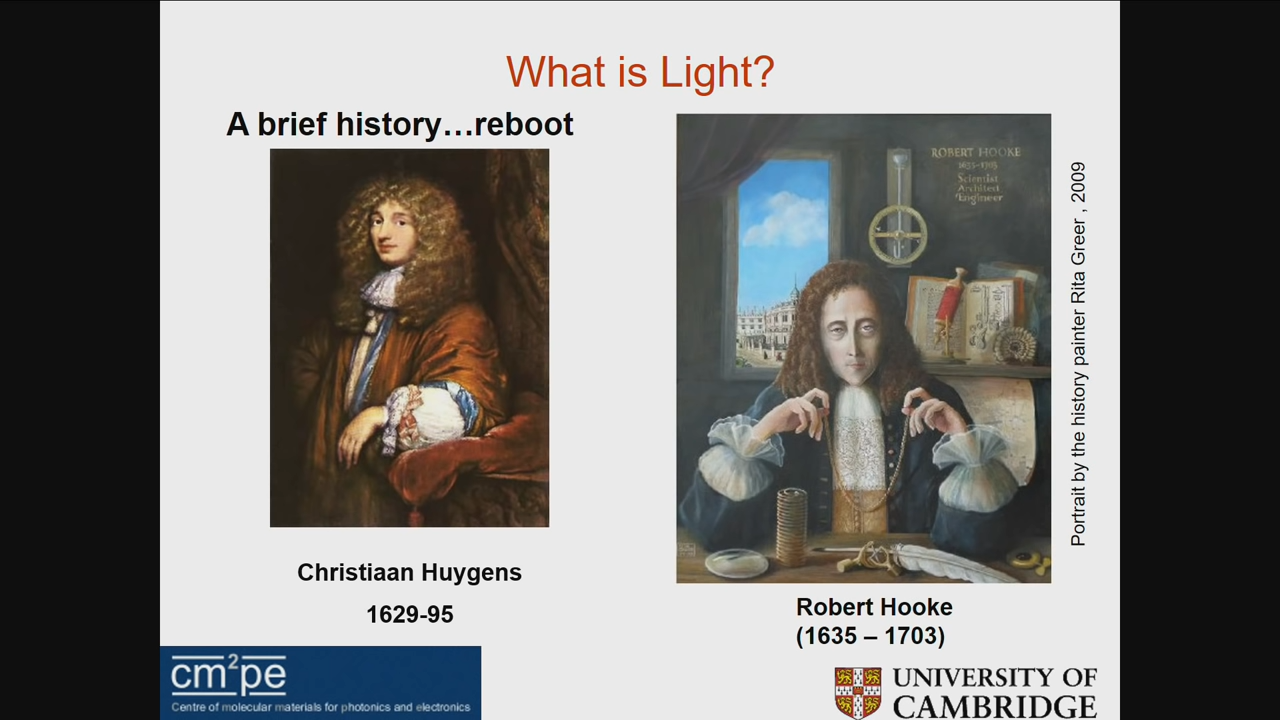 What is Light?
A brief history…reboot
ROBERT HOOKE
Scientist
Architect
Engineer
Portrait by the history painter Rita Greer , 2009
Christiaan Huygens
1629-95
Robert Hooke
(1635 – 1703)
cm2pe
Centre of molecular materials for photonics and electronics
UNIVERSITY OF
CAMBRIDGE